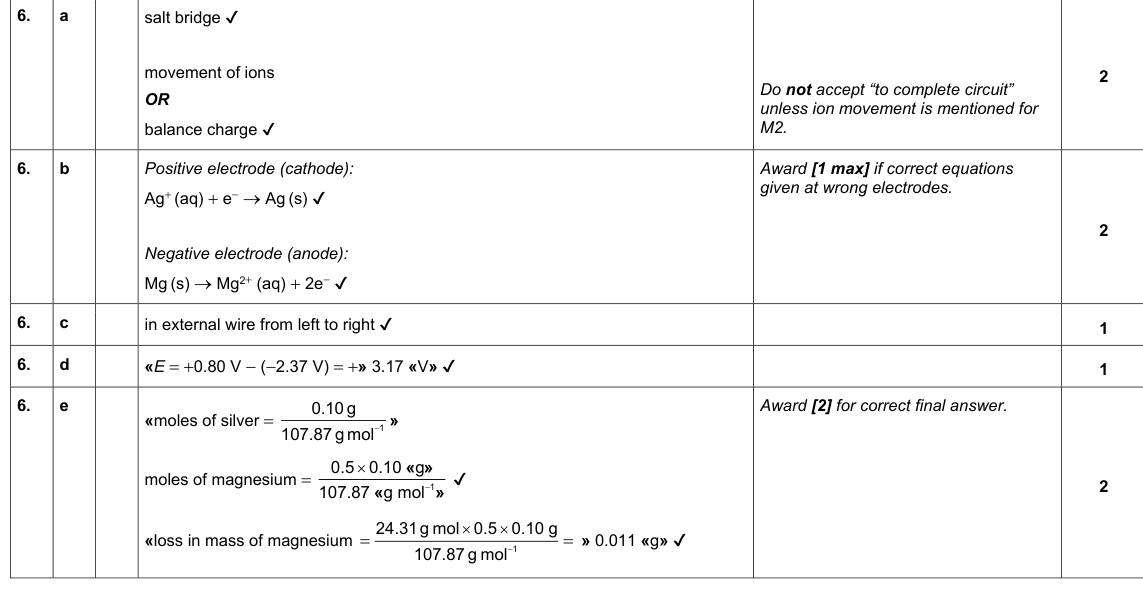 6. a salt bridge ✓
movement of ions
OR
balance charge ✓
Do not accept “to complete circuit”
unless ion movement is mentioned for
M2.
2
6. b Positive electrode (cathode):
Ag⁺ (aq) + e⁻ → Ag (s) ✓
Negative electrode (anode):
Mg (s) → Mg²⁺ (aq) + 2e⁻ ✓
Award [1 max] if correct equations
given at wrong electrodes.
2
6. c in external wire from left to right ✓ 1
6. d «E = +0.80 V − (−2.37 V) = +» 3.17 «V» ✓ 1
6. e «moles of silver = 0.10 g / 107.87 g mol⁻¹ »
moles of magnesium = 0.5 × 0.10 «g» / 107.87 «g mol⁻¹» ✓
«loss in mass of magnesium = 24.31 g mol × 0.5 × 0.10 g / 107.87 g mol⁻¹ = » 0.011 «g» ✓
Award [2] for correct final answer.
2